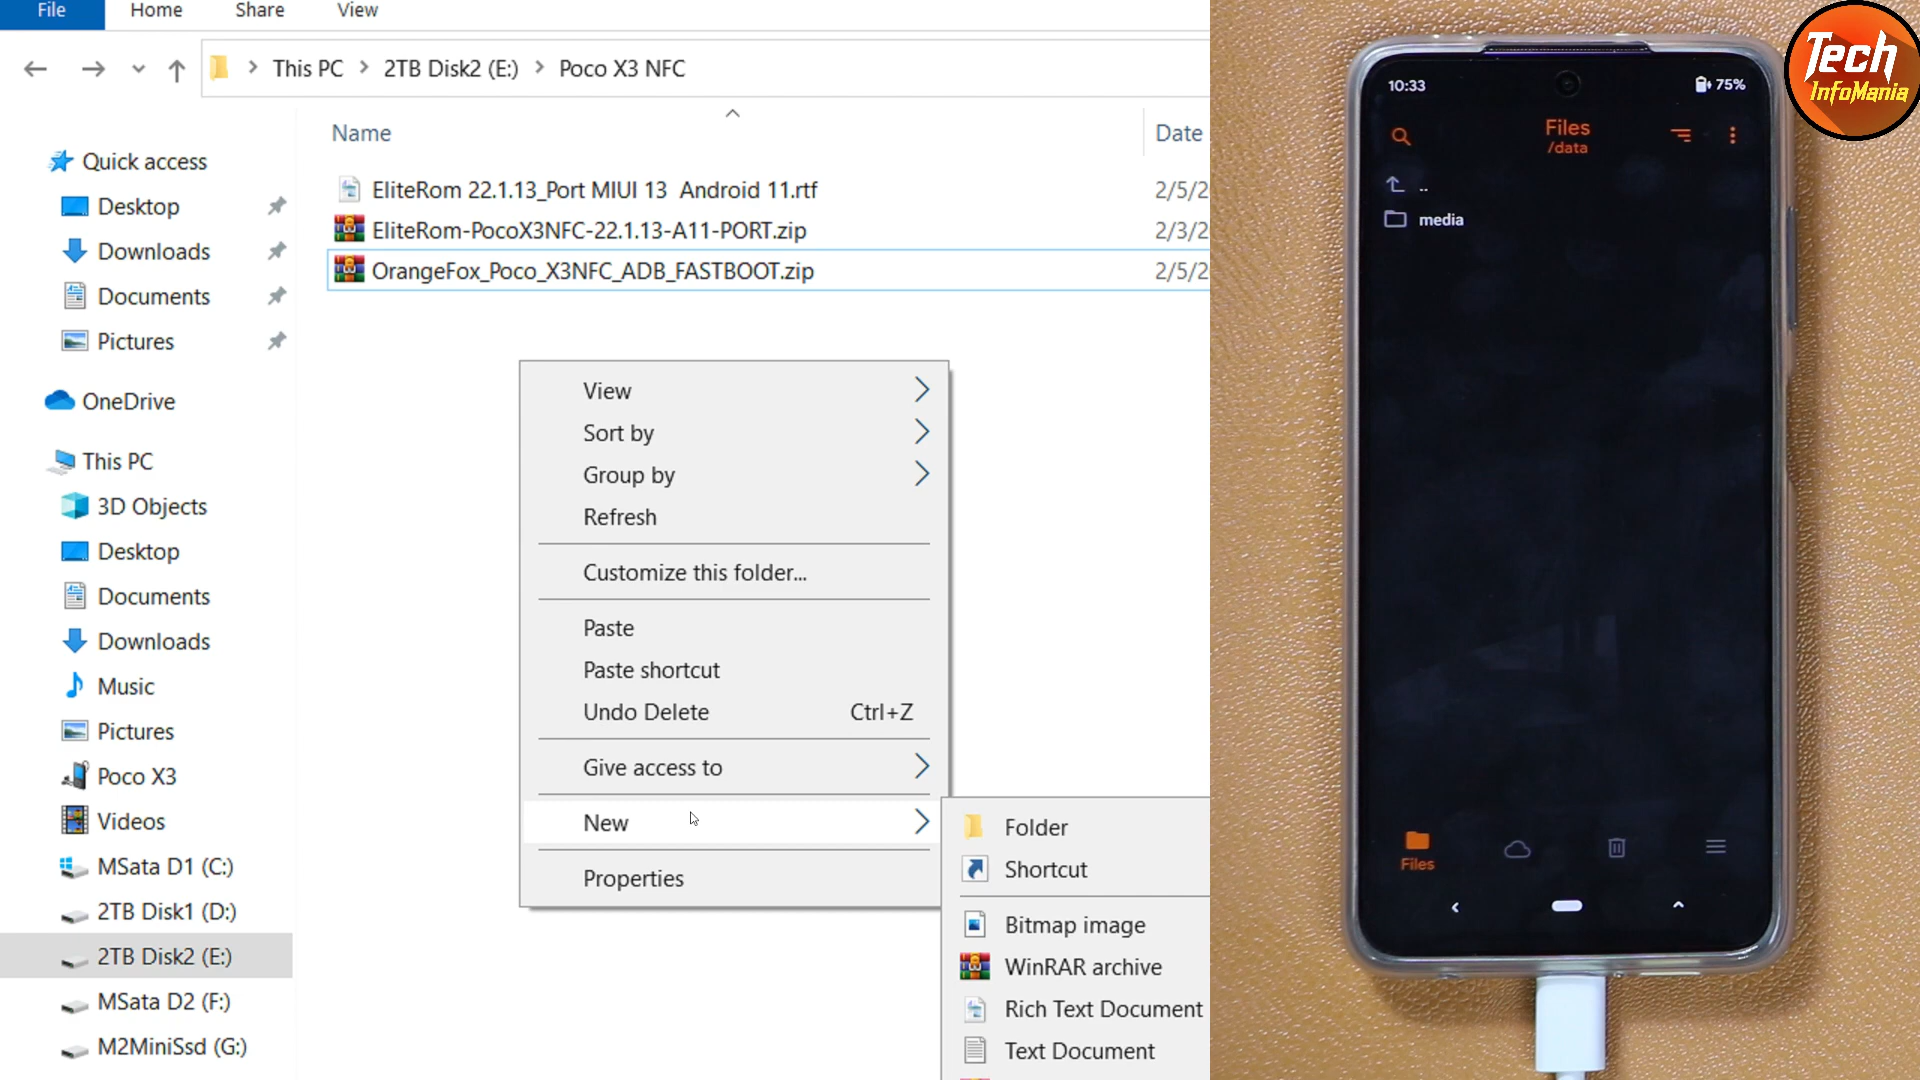 File Home Share View
This PC 2TB Disk2 (E:) Poco X3 NFC
Name Date
Quick access
Desktop
Downloads
Documents
Pictures
OneDrive
This PC
3D Objects
Desktop
Documents
Downloads
Music
Pictures
Poco X3
Videos
MSata D1 (C:)
2TB Disk1 (D:)
2TB Disk2 (E:)
MSata D2 (F:)
M2MiniSsd (G:)
EliteRom 22.1.13_Port MIUI 13 Android 11.rtf 2/5/2
EliteRom-PocoX3NFC-22.1.13-A11-PORT.zip 2/3/2
OrangeFox_Poco_X3NFC_ADB_FASTBOOT.zip 2/5/2
View
Sort by
Group by
Refresh
Customize this folder...
Paste
Paste shortcut
Undo Delete Ctrl+Z
Give access to
New
Properties
Folder
Shortcut
Bitmap image
WinRAR archive
Rich Text Document
Text Document
10:33 75%
Files
/data
..
media
Files
Tech
InfoMania